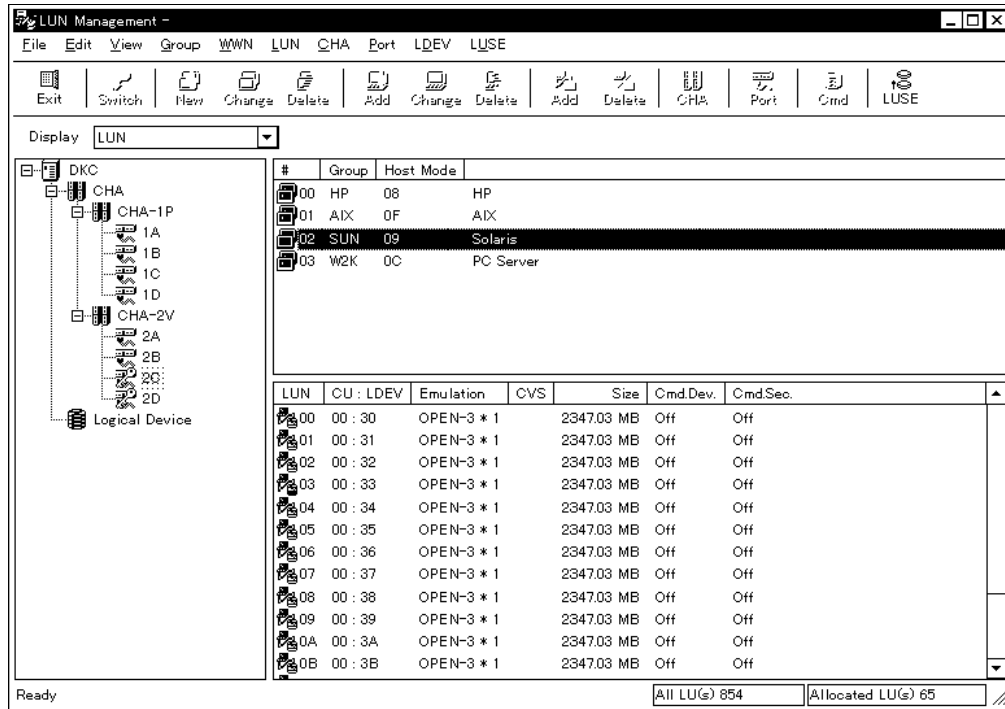 LUN Management -
File Edit View Group WWN LUN CHA Port LDEV LUSE
Exit Switch New Change Delete Add Change Delete Add Delete CHA Port Cmd LUSE
Display LUN
DKC
CHA
CHA-1P
1A
1B
1C
1D
CHA-2V
2A
2B
2C
2D
Logical Device
# Group Host Mode
00 HP 08 HP
01 AIX 0F AIX
02 SUN 09 Solaris
03 W2K 0C PC Server
LUN CU : LDEV Emulation CVS Size Cmd.Dev. Cmd.Sec.
00 00 : 30 OPEN-3 * 1 2347.03 MB Off Off
01 00 : 31 OPEN-3 * 1 2347.03 MB Off Off
02 00 : 32 OPEN-3 * 1 2347.03 MB Off Off
03 00 : 33 OPEN-3 * 1 2347.03 MB Off Off
04 00 : 34 OPEN-3 * 1 2347.03 MB Off Off
05 00 : 35 OPEN-3 * 1 2347.03 MB Off Off
06 00 : 36 OPEN-3 * 1 2347.03 MB Off Off
07 00 : 37 OPEN-3 * 1 2347.03 MB Off Off
08 00 : 38 OPEN-3 * 1 2347.03 MB Off Off
09 00 : 39 OPEN-3 * 1 2347.03 MB Off Off
0A 00 : 3A OPEN-3 * 1 2347.03 MB Off Off
0B 00 : 3B OPEN-3 * 1 2347.03 MB Off Off
Ready All LU(s) 854 Allocated LU(s) 65